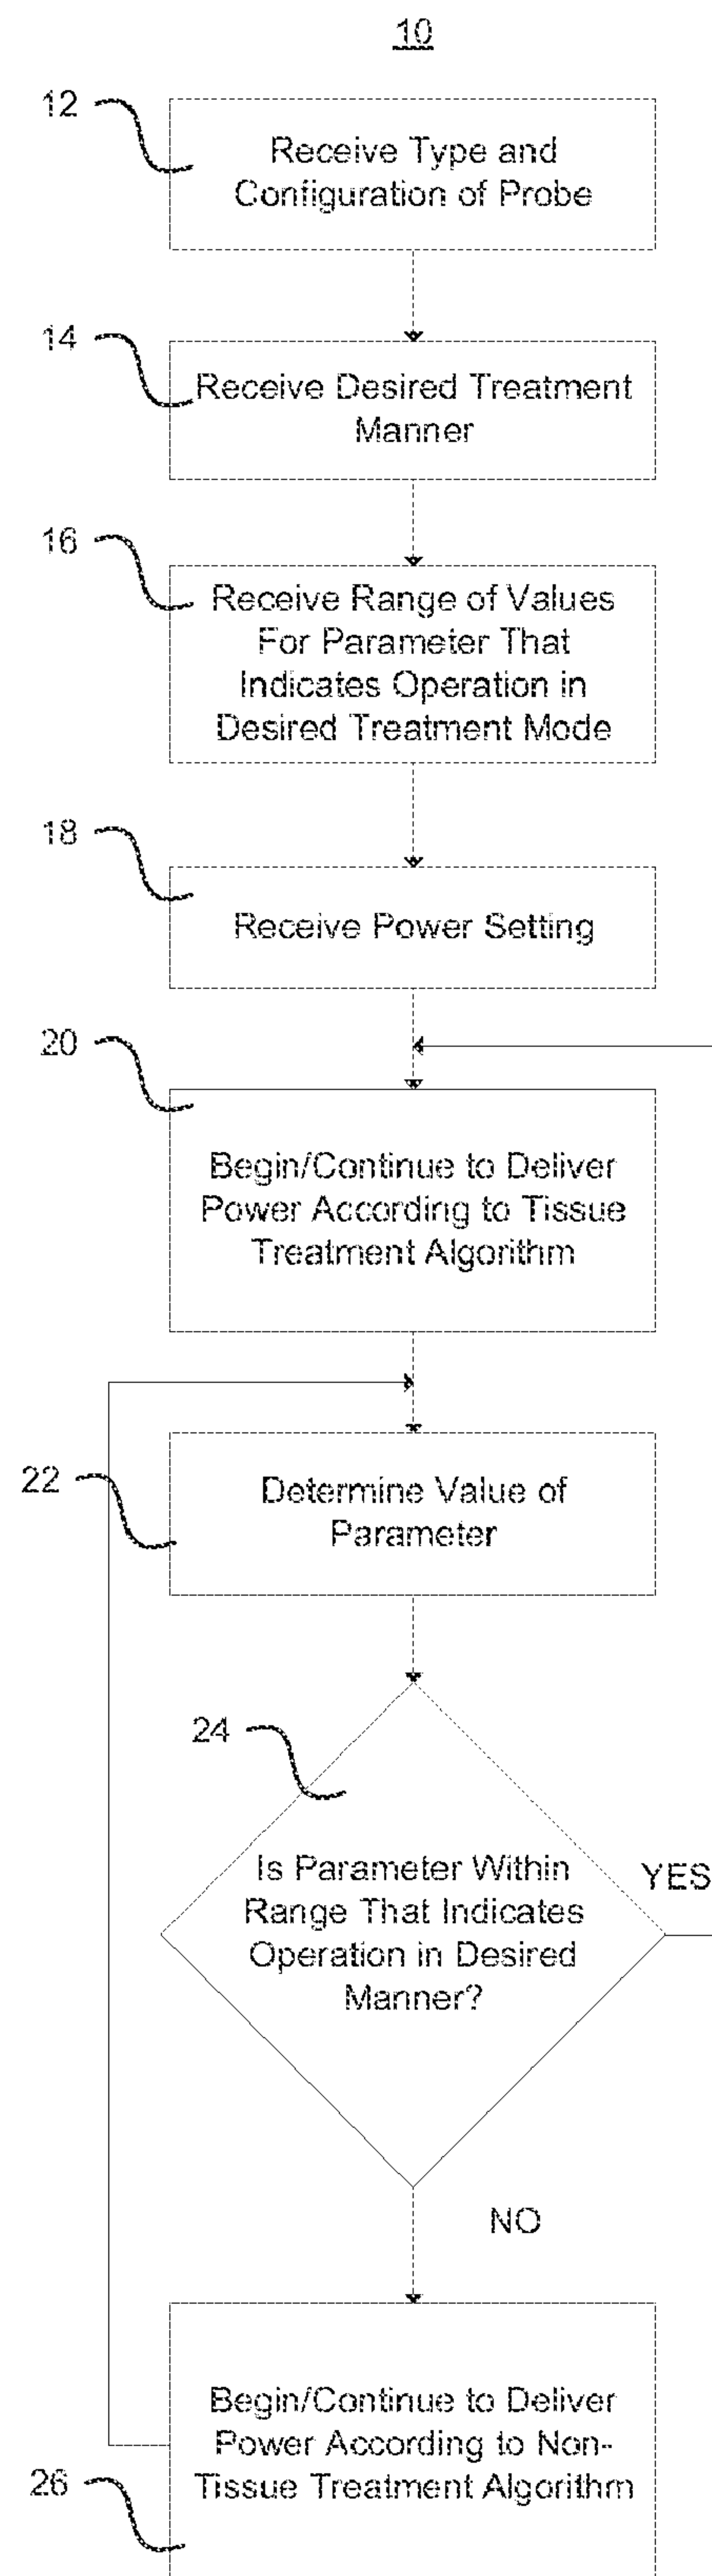 10
12
Receive Type and
Configuration of Probe
14
Receive Desired Treatment
Manner
16
Receive Range of Values
For Parameter That
Indicates Operation in
Desired Treatment Mode
18
Receive Power Setting
20
Begin/Continue to Deliver
Power According to Tissue
Treatment Algorithm
22
Determine Value of
Parameter
24
Is Parameter Within
Range That Indicates
Operation in Desired
Manner?
YES
NO
Begin/Continue to Deliver
Power According to Non-
Tissue Treatment Algorithm
26